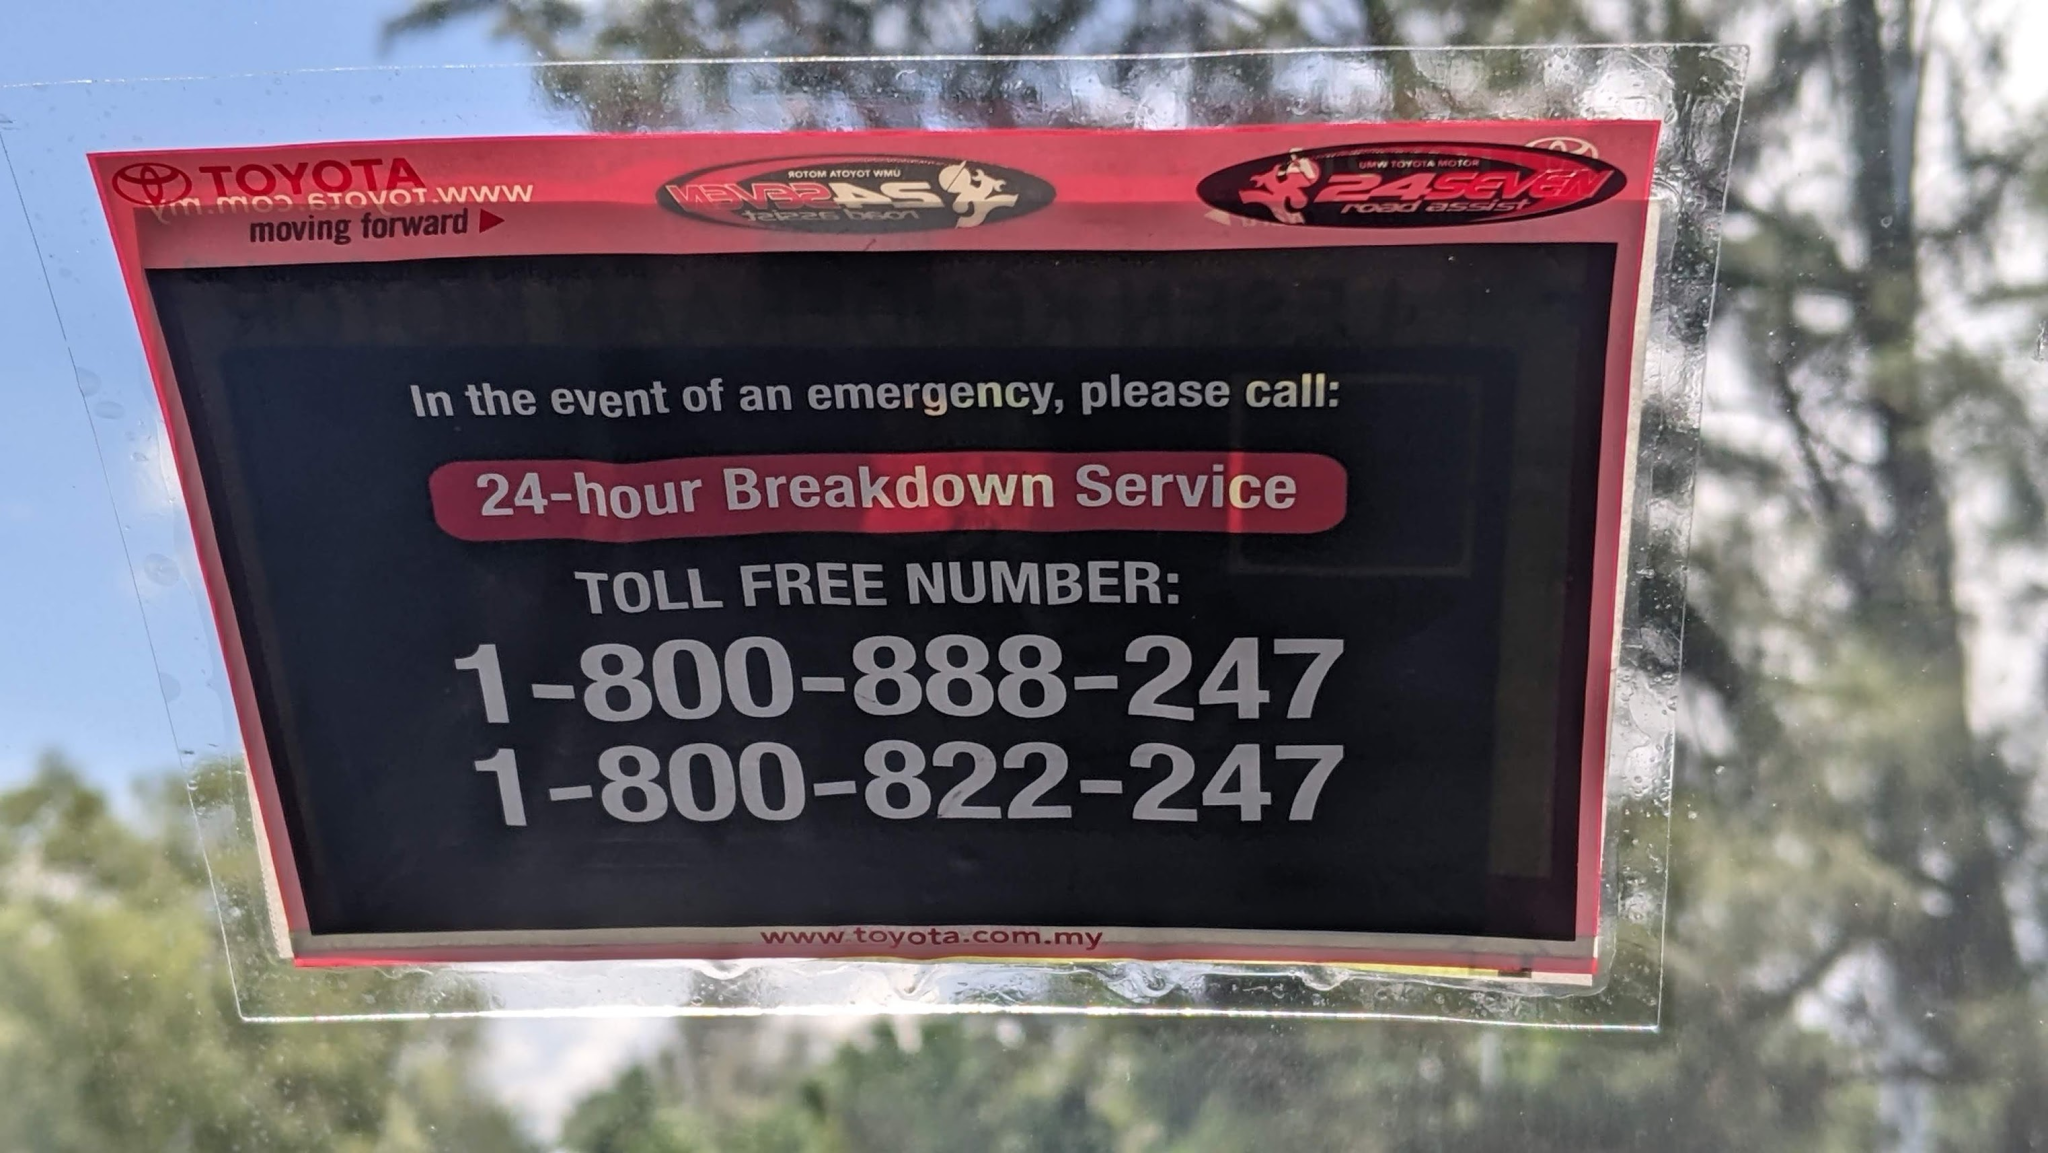 TOYOTA
moving forward
www.toyota.com.my
UMW TOYOTA MOTOR
24SEVEN
road assist
UMW TOYOTA MOTOR
24SEVEN
road assist
In the event of an emergency, please call:
24-hour Breakdown Service
TOLL FREE NUMBER:
1-800-888-247
1-800-822-247
www.toyota.com.my